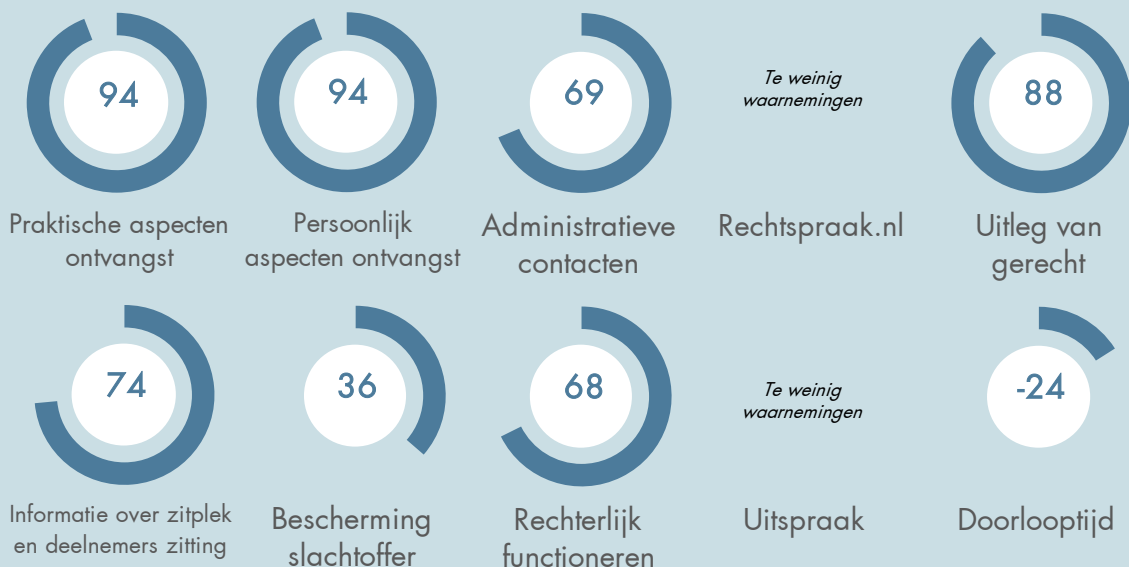 94
Praktische aspecten
ontvangst
94
Persoonlijk
aspecten ontvangst
69
Administratieve
contacten
Te weinig
waarnemingen
Rechtspraak.nl
88
Uitleg van
gerecht
74
Informatie over zitplek
en deelnemers zitting
36
Bescherming
slachtoffer
68
Rechterlijk
functioneren
Te weinig
waarnemingen
Uitspraak
-24
Doorlooptijd